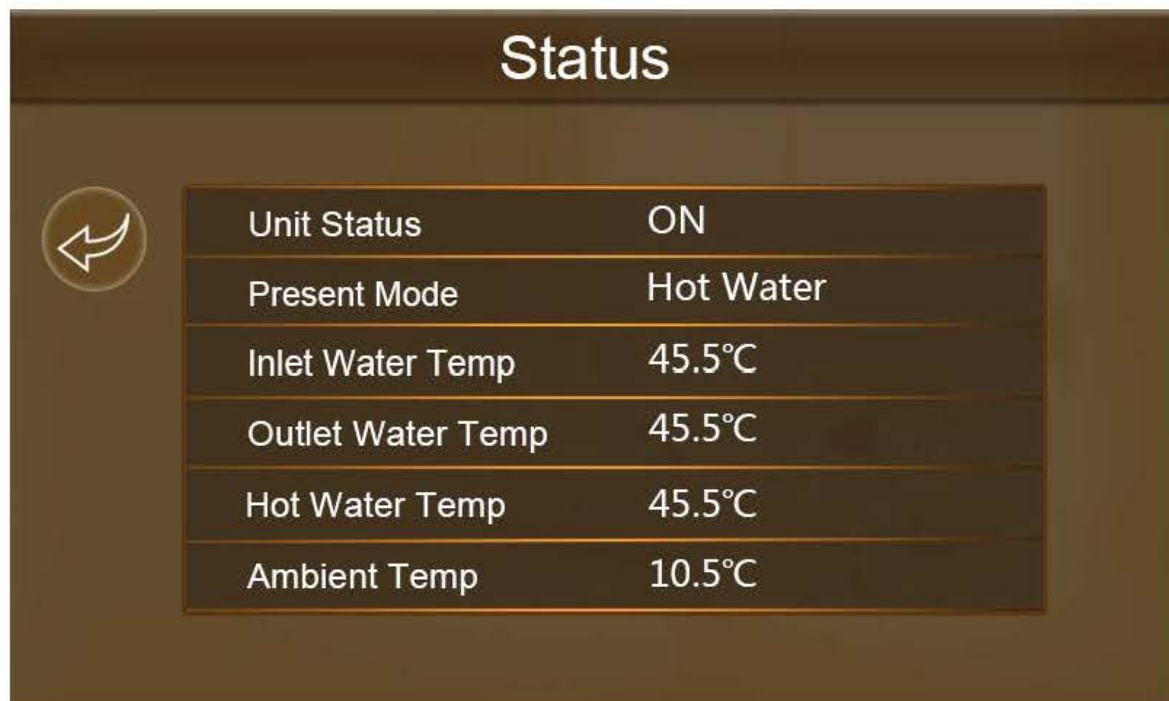 Status
Unit Status ON
Present Mode Hot Water
Inlet Water Temp 45.5℃
Outlet Water Temp 45.5℃
Hot Water Temp 45.5℃
Ambient Temp 10.5℃